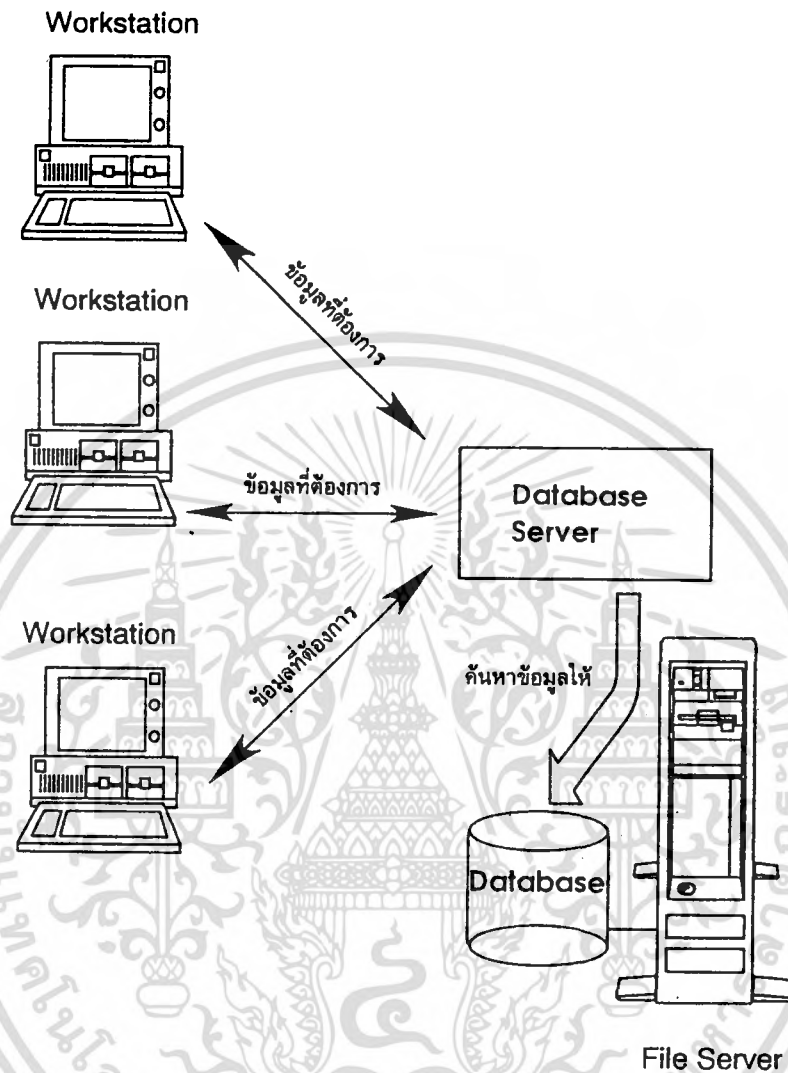 Workstation
ข้อมูลที่ต้องการ
Workstation
ข้อมูลที่ต้องการ
Database
Server
Workstation
ข้อมูลที่ต้องการ
ค้นหาข้อมูลให้
Database
File Server